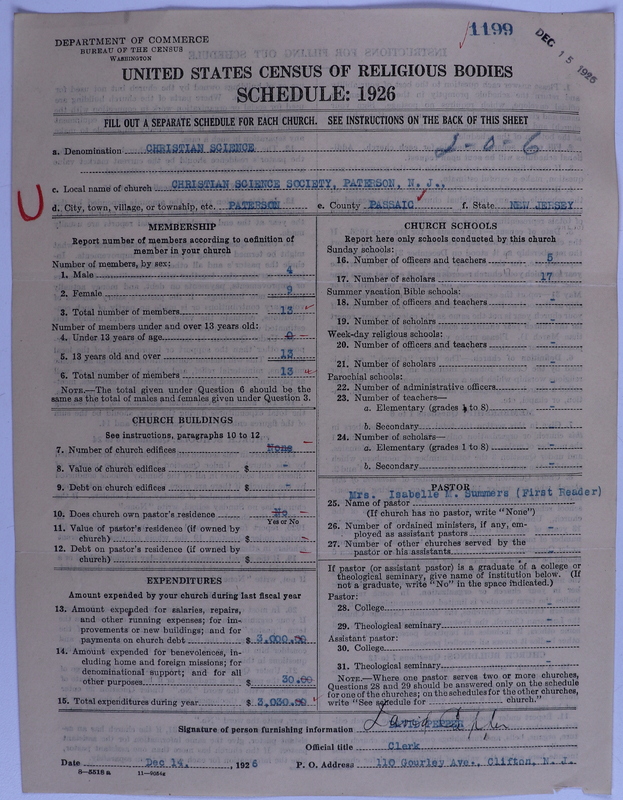 DEPARTMENT OF COMMERCE
BUREAU OF THE CENSUS
WASHINGTON
1199
DEC 15 1926
UNITED STATES CENSUS OF RELIGIOUS BODIES
SCHEDULE: 1926
FILL OUT A SEPARATE SCHEDULE FOR EACH CHURCH. SEE INSTRUCTIONS ON THE BACK OF THIS SHEET
a. Denomination CHRISTIAN SCIENCE
2-0-6
c. Local name of church CHRISTIAN SCIENCE SOCIETY, PATERSON, N. J.,
d. City, town, village, or township, etc. PATERSON e. County PASSAIC f. State NEW JERSEY
MEMBERSHIP
Report number of members according to definition of
member in your church
Number of members, by sex:
1. Male 4
2. Female 9
3. Total number of members 13
Number of members under and over 13 years old:
4. Under 13 years of age 0
5. 13 years old and over 13
6. Total number of members 13
NOTE.—The total given under Question 6 should be
same as the total of males and females given under Question 3.
CHURCH BUILDINGS
See instructions, paragraphs 10 to 12
7. Number of church edifices None
8. Value of church edifices $ -
9. Debt on church edifices $ -
10. Does church own pastor's residence No
Yes or No
11. Value of pastor's residence (if owned by
church) $ -
12. Debt on pastor's residence (if owned by
church) $ -
EXPENDITURES
Amount expended by your church during last fiscal year
13. Amount expended for salaries, repairs,
and other running expenses; for im-
provements or new buildings; and for
payments on church debt $ 3,000.00
14. Amount expended for benevolences, in-
cluding home and foreign missions; for
denominational support; and for all
other purposes $ 30.00
15. Total expenditures during year $ 3,030.00
CHURCH SCHOOLS
Report here only schools conducted by this church
Sunday schools:
16. Number of officers and teachers 5
17. Number of scholars 17
Summer vacation Bible schools:
18. Number of officers and teachers -
19. Number of scholars -
Week-day religious schools:
20. Number of officers and teachers -
21. Number of scholars -
Parochial schools:
22. Number of administrative officers -
23. Number of teachers—
a. Elementary (grades 1 to 8) -
b. Secondary -
24. Number of scholars—
a. Elementary (grades 1 to 8) -
b. Secondary -
PASTOR
Mrs. Isabelle M. Summers (First Reader)
25. Name of pastor
(If church has no pastor, write "None")
26. Number of ordained ministers, if any, em-
ployed as assistant pastors -
27. Number of other churches served by the
pastor or his assistants -
If pastor (or assistant pastor) is a graduate of a college or
theological seminary, give name of institution below. (If
not a graduate, write "No" in the space indicated.)
Pastor:
28. College -
29. Theological seminary -
Assistant pastor:
30. College -
31. Theological seminary -
NOTE.—Where one pastor serves two or more churches,
Questions 28 and 29 should be answered only on the schedule
for one of the churches; on the schedules for the other churches,
write "See schedule for church."
Signature of person furnishing information
Official title Clerk
Date Dec 14, 1926 P. O. Address 110 Gourley Ave., Clifton, N. J.
8-5518 a 11-9054a